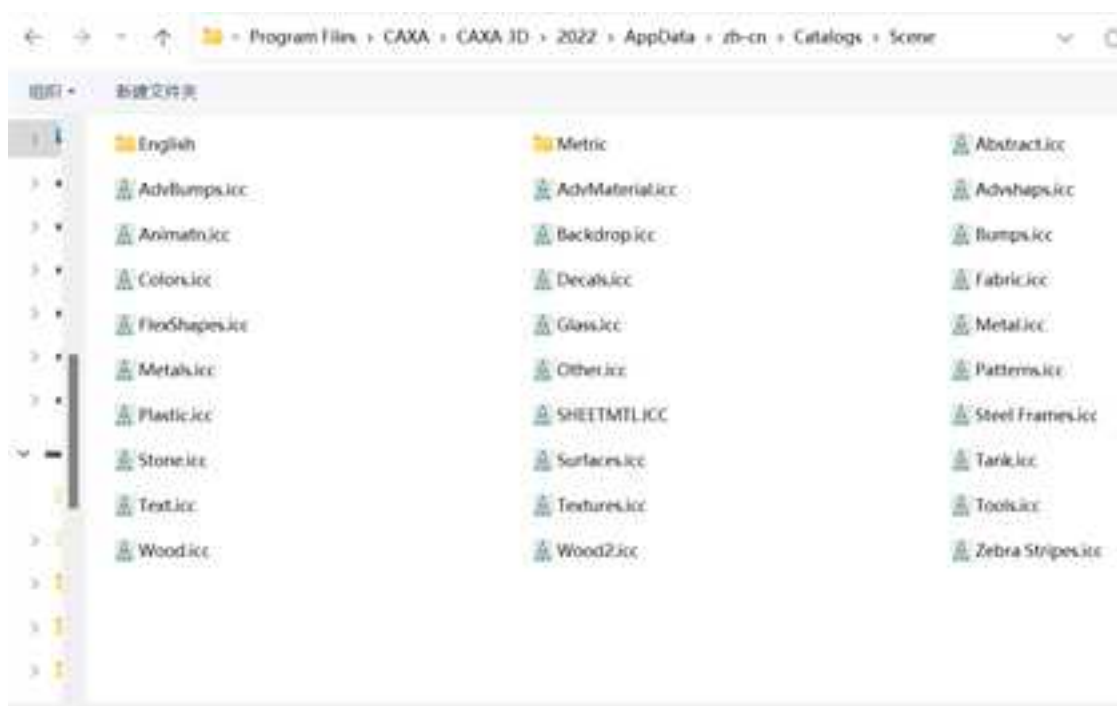 Program Files › CAXA › CAXA 3D › 2022 › AppData › zh-cn › Catalogs › Scene
组织 新建文件夹
English Metric Abstract.icc
AdvBumps.icc AdvMaterial.icc Advshaps.icc
Animatn.icc Backdrop.icc Bumps.icc
Colors.icc Decals.icc Fabric.icc
FlexShapes.icc Glass.icc Metal.icc
Metals.icc Other.icc Patterns.icc
Plastic.icc SHEETMTL.ICC Steel Frames.icc
Stone.icc Surfaces.icc Tank.icc
Text.icc Textures.icc Tools.icc
Wood.icc Wood2.icc Zebra Stripes.icc